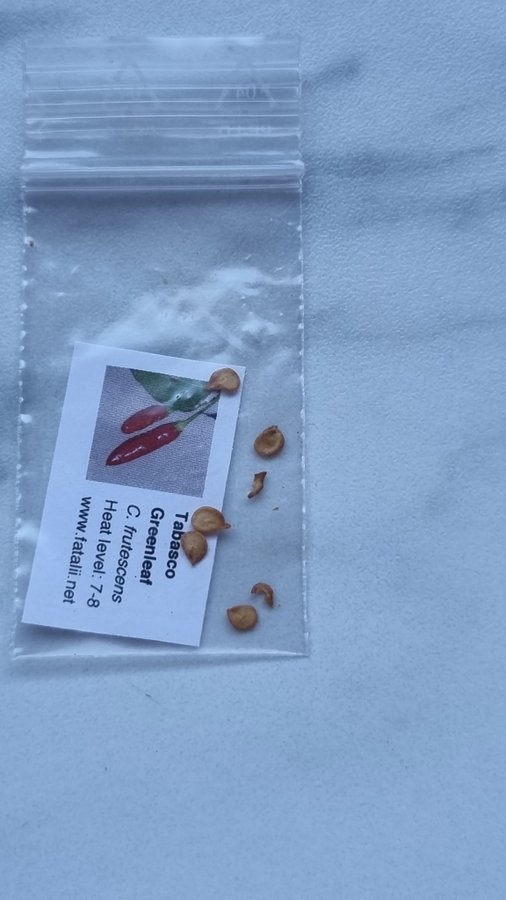 Tabasco
Greenleaf
C. frutescens
Heat level: 7-8
www.fatalii.net